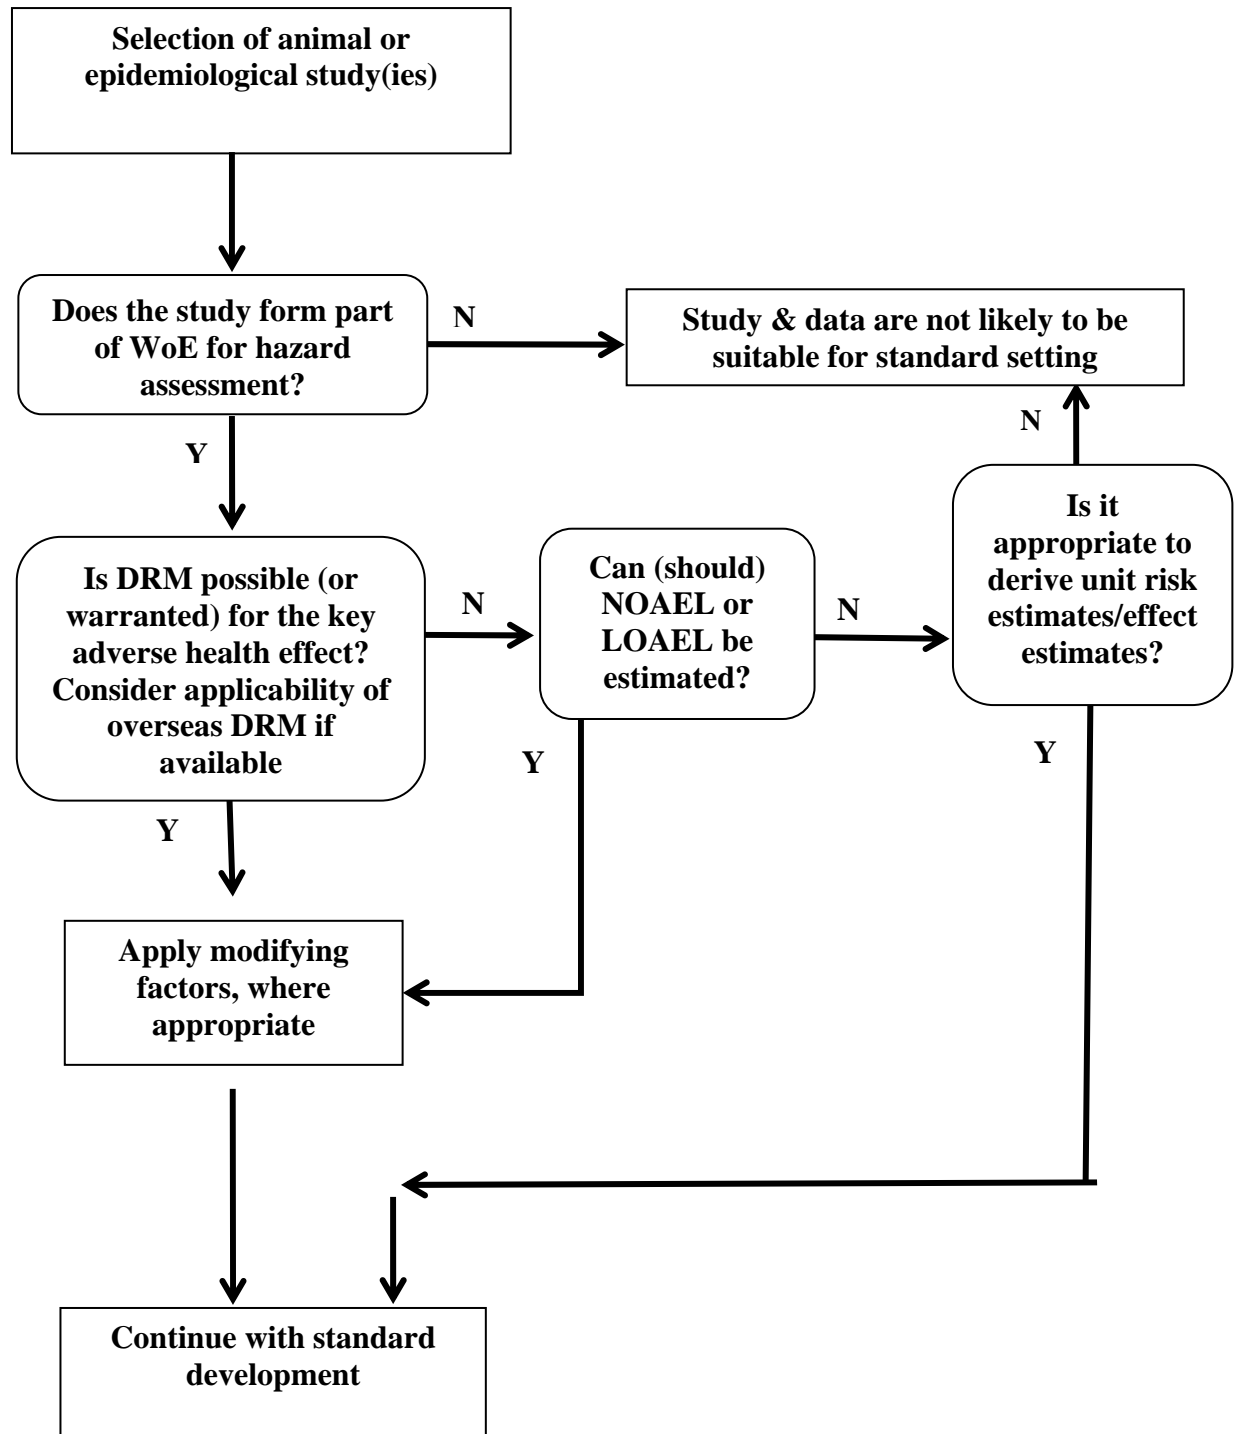 Selection of animal or
epidemiological study(ies)
Does the study form part
of WoE for hazard
assessment?
N
Study & data are not likely to be
suitable for standard setting
Y
N
Is DRM possible (or
warranted) for the key
adverse health effect?
Consider applicability of
overseas DRM if
available
N
Can (should)
NOAEL or
LOAEL be
estimated?
N
Is it
appropriate to
derive unit risk
estimates/effect
estimates?
Y
Y
Y
Apply modifying
factors, where
appropriate
Continue with standard
development